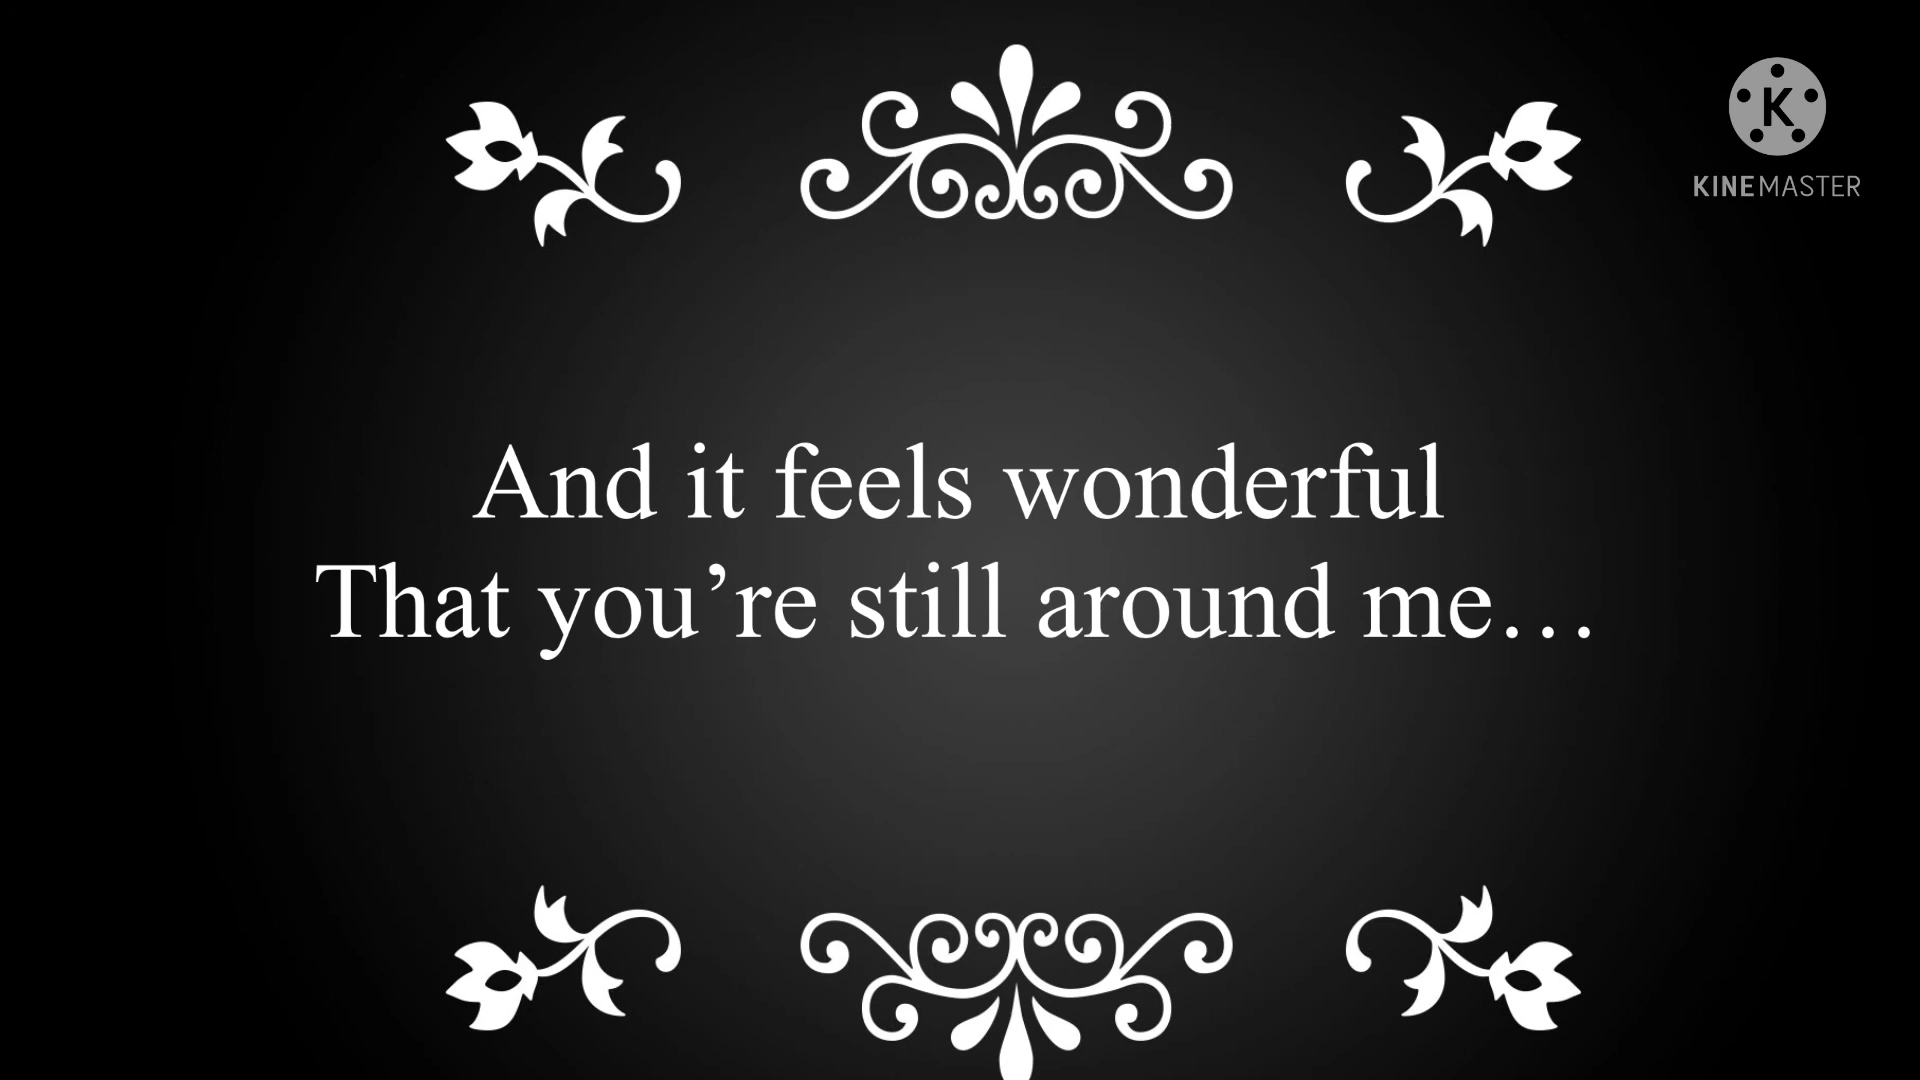 K
KINEMASTER
And it feels wonderful
That you’re still around me…